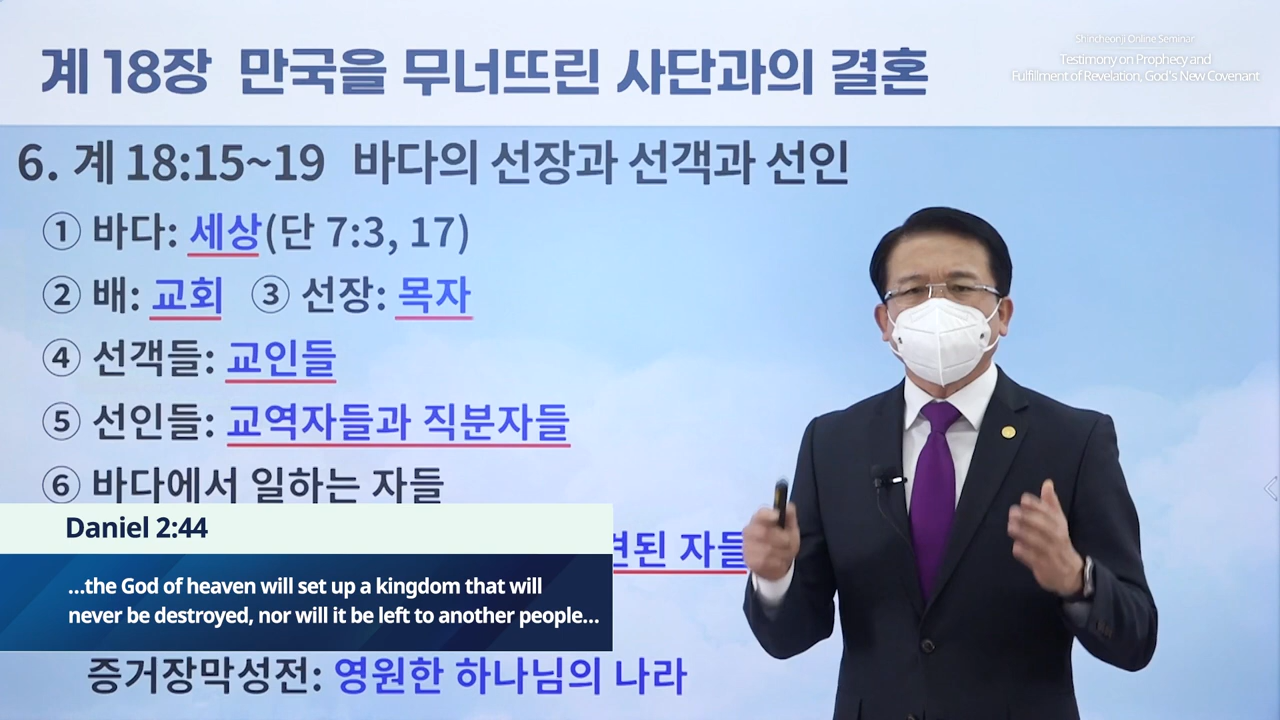 계 18장 만국을 무너뜨린 사단과의 결혼
Shincheonji Online Seminar
Testimony on Prophecy and
Fulfillment of Revelation, God's New Covenant
6. 계 18:15~19 바다의 선장과 선객과 선인
① 바다: 세상(단 7:3, 17)
② 배: 교회 ③ 선장: 목자
④ 선객들: 교인들
⑤ 선인들: 교역자들과 직분자들
⑥ 바다에서 일하는 자들
된 자들
Daniel 2:44
...the God of heaven will set up a kingdom that will
never be destroyed, nor will it be left to another people...
증거장막성전: 영원한 하나님의 나라